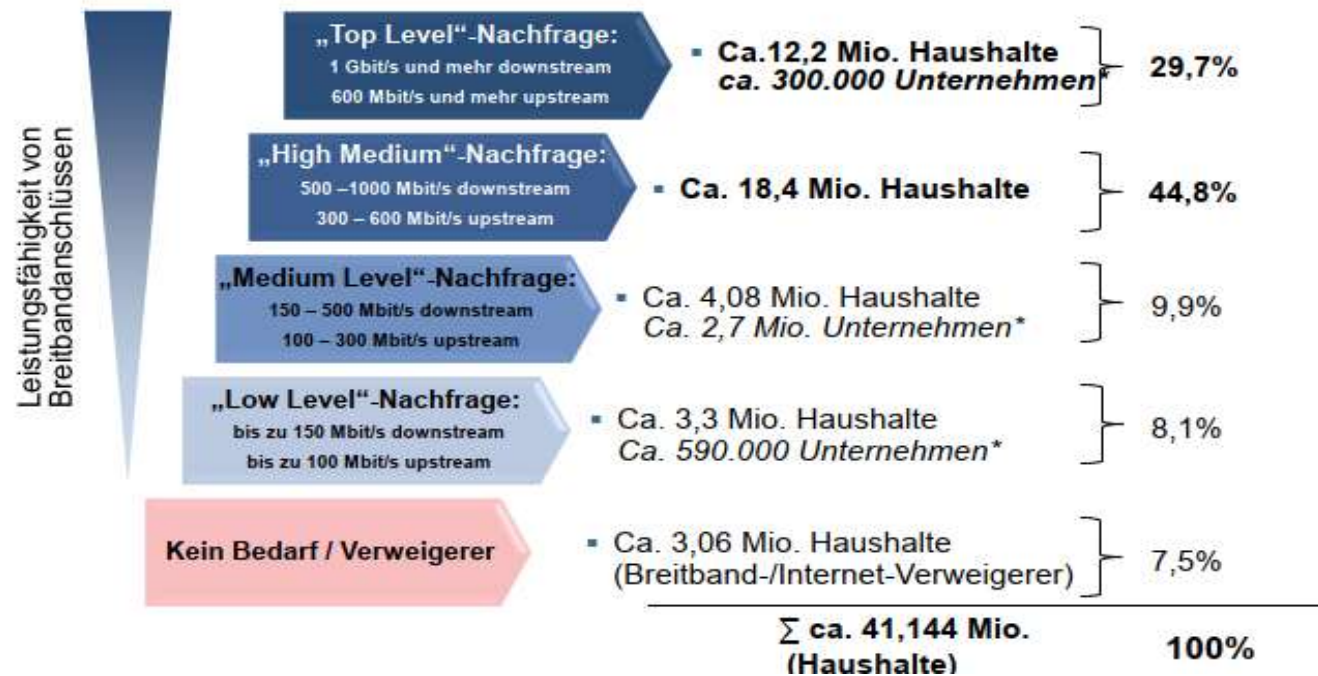 Leistungsfähigkeit von
Breitbandanschlüssen
„Top Level“-Nachfrage:
1 Gbit/s und mehr downstream
600 Mbit/s und mehr upstream
▪ Ca.12,2 Mio. Haushalte
ca. 300.000 Unternehmen*
29,7%
„High Medium“-Nachfrage:
500 –1000 Mbit/s downstream
300 – 600 Mbit/s upstream
▪ Ca. 18,4 Mio. Haushalte
44,8%
„Medium Level“-Nachfrage:
150 – 500 Mbit/s downstream
100 – 300 Mbit/s upstream
▪ Ca. 4,08 Mio. Haushalte
Ca. 2,7 Mio. Unternehmen*
9,9%
„Low Level“-Nachfrage:
bis zu 150 Mbit/s downstream
bis zu 100 Mbit/s upstream
▪ Ca. 3,3 Mio. Haushalte
Ca. 590.000 Unternehmen*
8,1%
Kein Bedarf / Verweigerer
▪ Ca. 3,06 Mio. Haushalte
(Breitband-/Internet-Verweigerer)
7,5%
∑ ca. 41,144 Mio.
(Haushalte)
100%